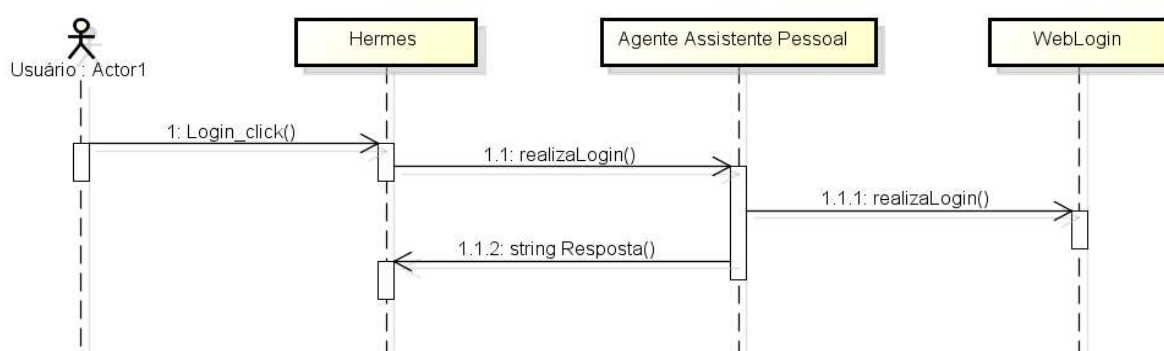 Hermes
Agente Assistente Pessoal
WebLogin
Usuário : Actor1
1: Login_click()
1.1: realizaLogin()
1.1.1: realizaLogin()
1.1.2: string Resposta()